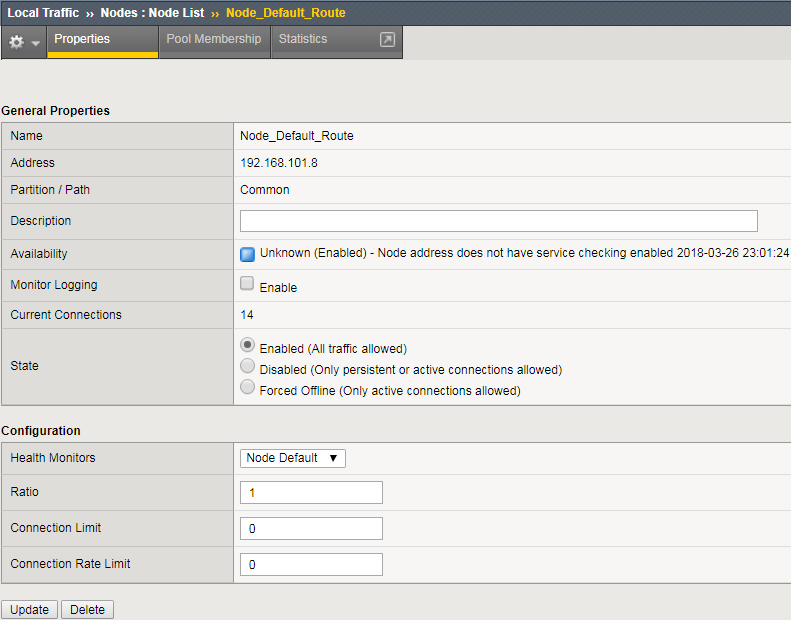 Local Traffic ›› Nodes : Node List ›› Node_Default_Route
Properties Pool Membership Statistics
General Properties
Name Node_Default_Route
Address 192.168.101.8
Partition / Path Common
Description
Availability Unknown (Enabled) - Node address does not have service checking enabled 2018-03-26 23:01:24
Monitor Logging Enable
Current Connections 14
State
Enabled (All traffic allowed)
Disabled (Only persistent or active connections allowed)
Forced Offline (Only active connections allowed)
Configuration
Health Monitors Node Default
Ratio 1
Connection Limit 0
Connection Rate Limit 0
Update Delete